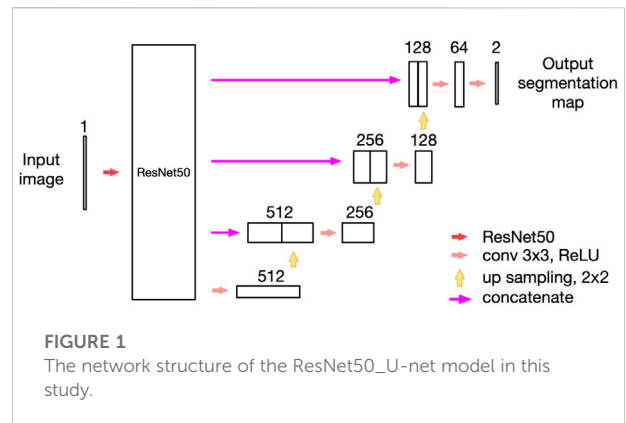 128 64 2
Output
segmentation
map
1
Input
image
ResNet50
256 128
512 256
512
ResNet50
conv 3x3, ReLU
up sampling, 2x2
concatenate
FIGURE 1
The network structure of the ResNet50_U-net model in this
study.